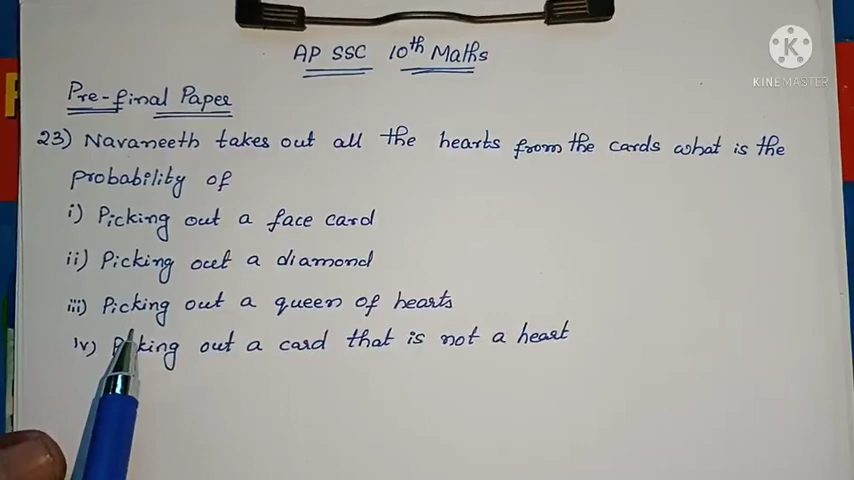 AP SSC 10th Maths
K
KINEMASTER
Pre-final Paper
23) Navaneeth takes out all the hearts from the cards what is the
probability of
i) Picking out a face card
ii) Picking out a diamond
iii) Picking out a queen of hearts
iv) Picking out a card that is not a heart